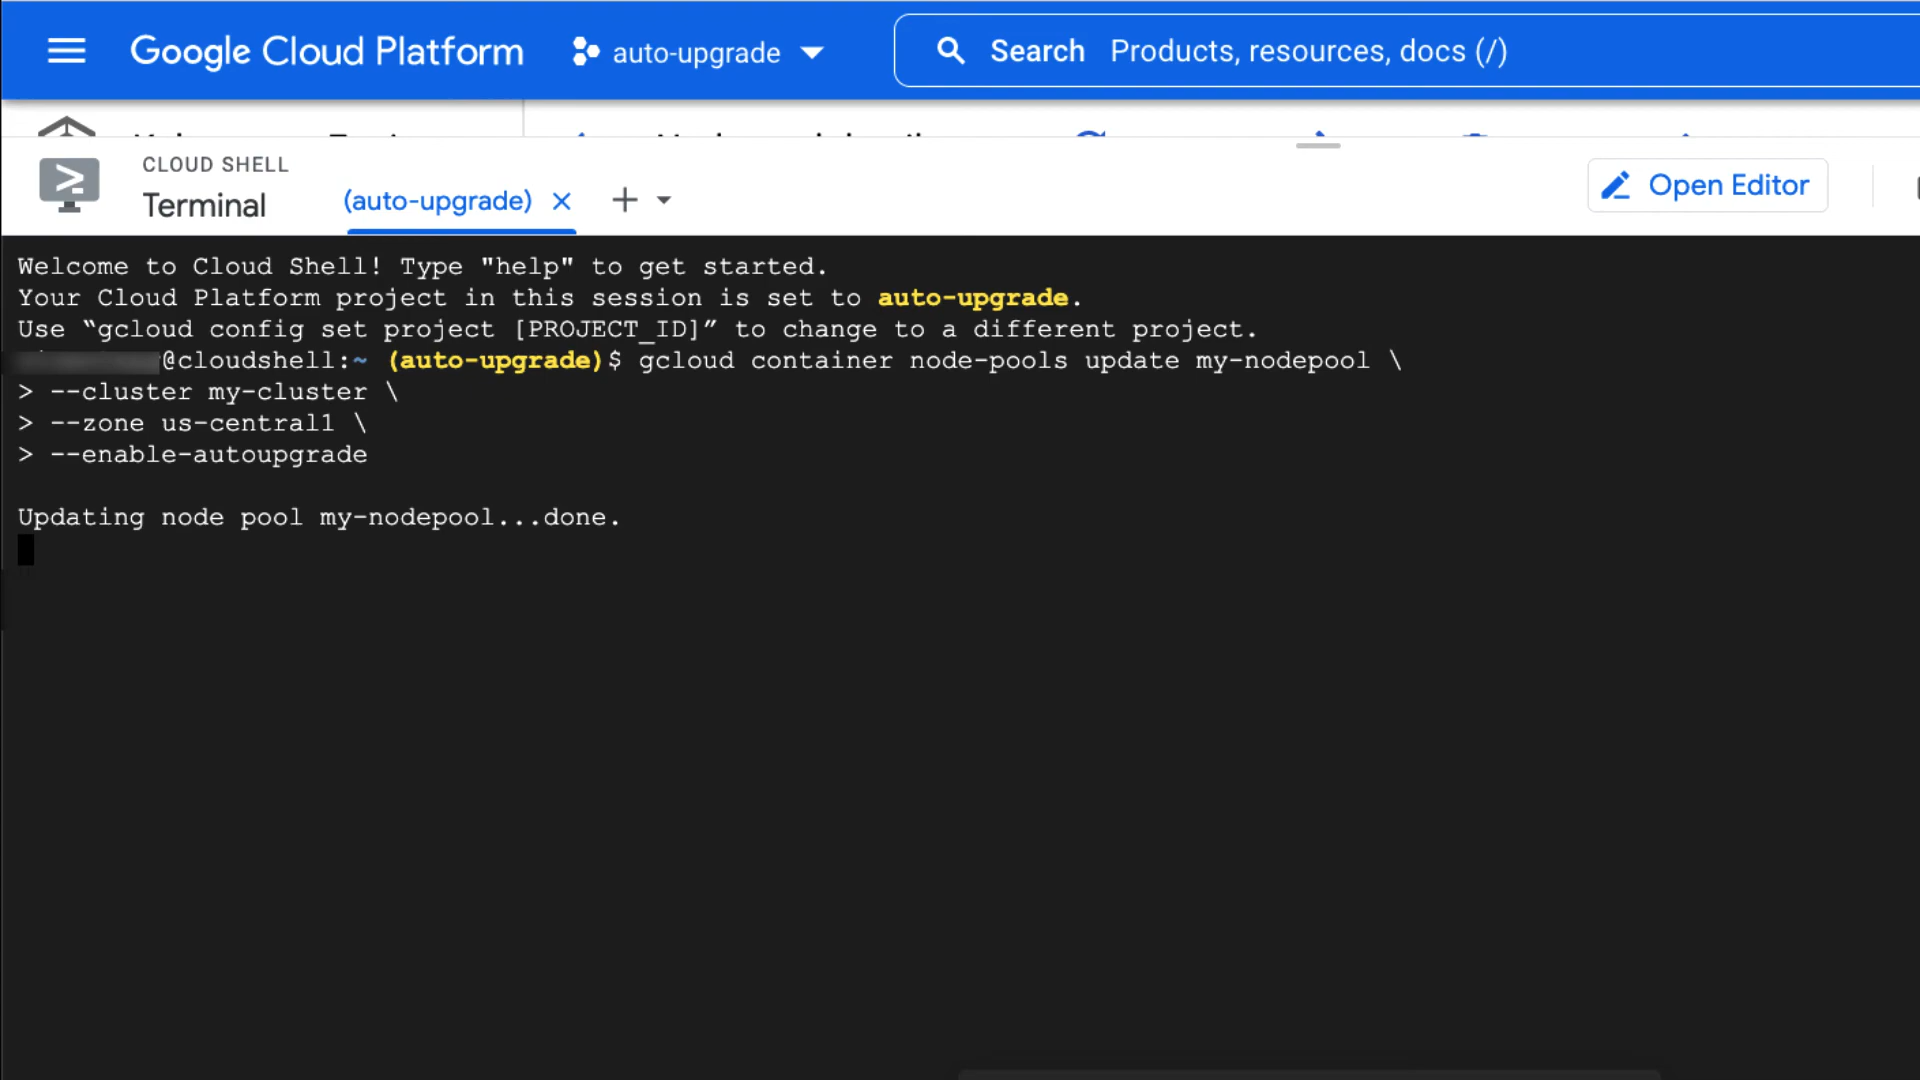 Google Cloud Platform auto-upgrade Search Products, resources, docs (/)
CLOUD SHELL
Terminal (auto-upgrade) Open Editor
Welcome to Cloud Shell! Type "help" to get started.
Your Cloud Platform project in this session is set to auto-upgrade.
Use “gcloud config set project [PROJECT_ID]” to change to a different project.
@cloudshell:~ (auto-upgrade)$ gcloud container node-pools update my-nodepool \
> --cluster my-cluster \
> --zone us-central1 \
> --enable-autoupgrade
Updating node pool my-nodepool...done.